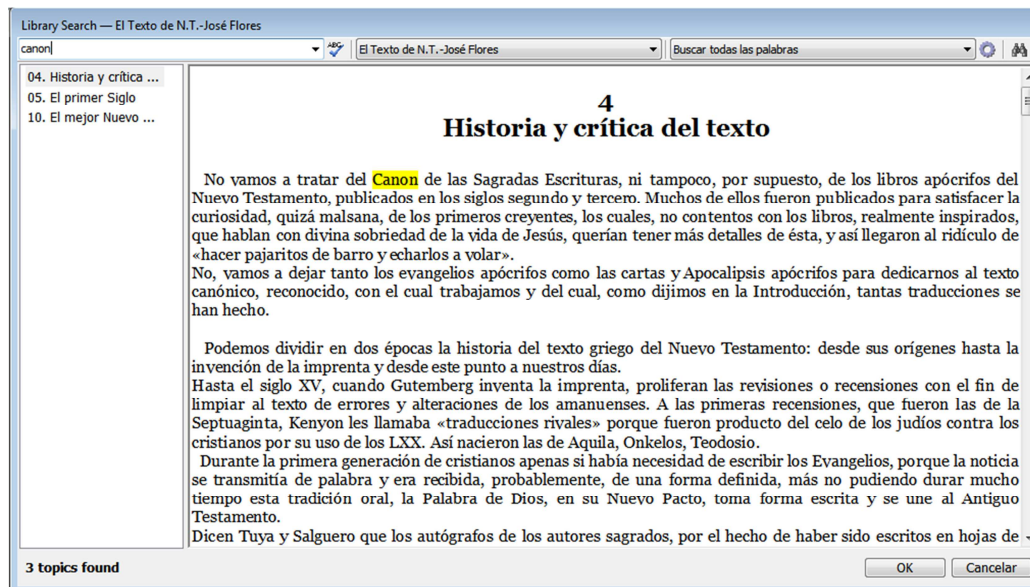 Library Search — El Texto de N.T.-José Flores
canon ABC El Texto de N.T.-José Flores Buscar todas las palabras
04. Historia y crítica ...
05. El primer Siglo
10. El mejor Nuevo ...
4
Historia y crítica del texto
No vamos a tratar del Canon de las Sagradas Escrituras, ni tampoco, por supuesto, de los libros apócrifos del
Nuevo Testamento, publicados en los siglos segundo y tercero. Muchos de ellos fueron publicados para satisfacer la
curiosidad, quizá malsana, de los primeros creyentes, los cuales, no contentos con los libros, realmente inspirados,
que hablan con divina sobriedad de la vida de Jesús, querían tener más detalles de ésta, y así llegaron al ridículo de
«hacer pajaritos de barro y echarlos a volar».
No, vamos a dejar tanto los evangelios apócrifos como las cartas y Apocalipsis apócrifos para dedicarnos al texto
canónico, reconocido, con el cual trabajamos y del cual, como dijimos en la Introducción, tantas traducciones se
han hecho.
Podemos dividir en dos épocas la historia del texto griego del Nuevo Testamento: desde sus orígenes hasta la
invención de la imprenta y desde este punto a nuestros días.
Hasta el siglo XV, cuando Gutemberg inventa la imprenta, proliferan las revisiones o recensiones con el fin de
limpiar al texto de errores y alteraciones de los amanuenses. A las primeras recensiones, que fueron las de la
Septuaginta, Kenyon les llamaba «traducciones rivales» porque fueron producto del celo de los judíos contra los
cristianos por su uso de los LXX. Así nacieron las de Aquila, Onkelos, Teodosio.
Durante la primera generación de cristianos apenas si había necesidad de escribir los Evangelios, porque la noticia
se transmitía de palabra y era recibida, probablemente, de una forma definida, más no pudiendo durar mucho
tiempo esta tradición oral, la Palabra de Dios, en su Nuevo Pacto, toma forma escrita y se une al Antiguo
Testamento.
Dicen Tuya y Salguero que los autógrafos de los autores sagrados, por el hecho de haber sido escritos en hojas de
3 topics found OK Cancelar